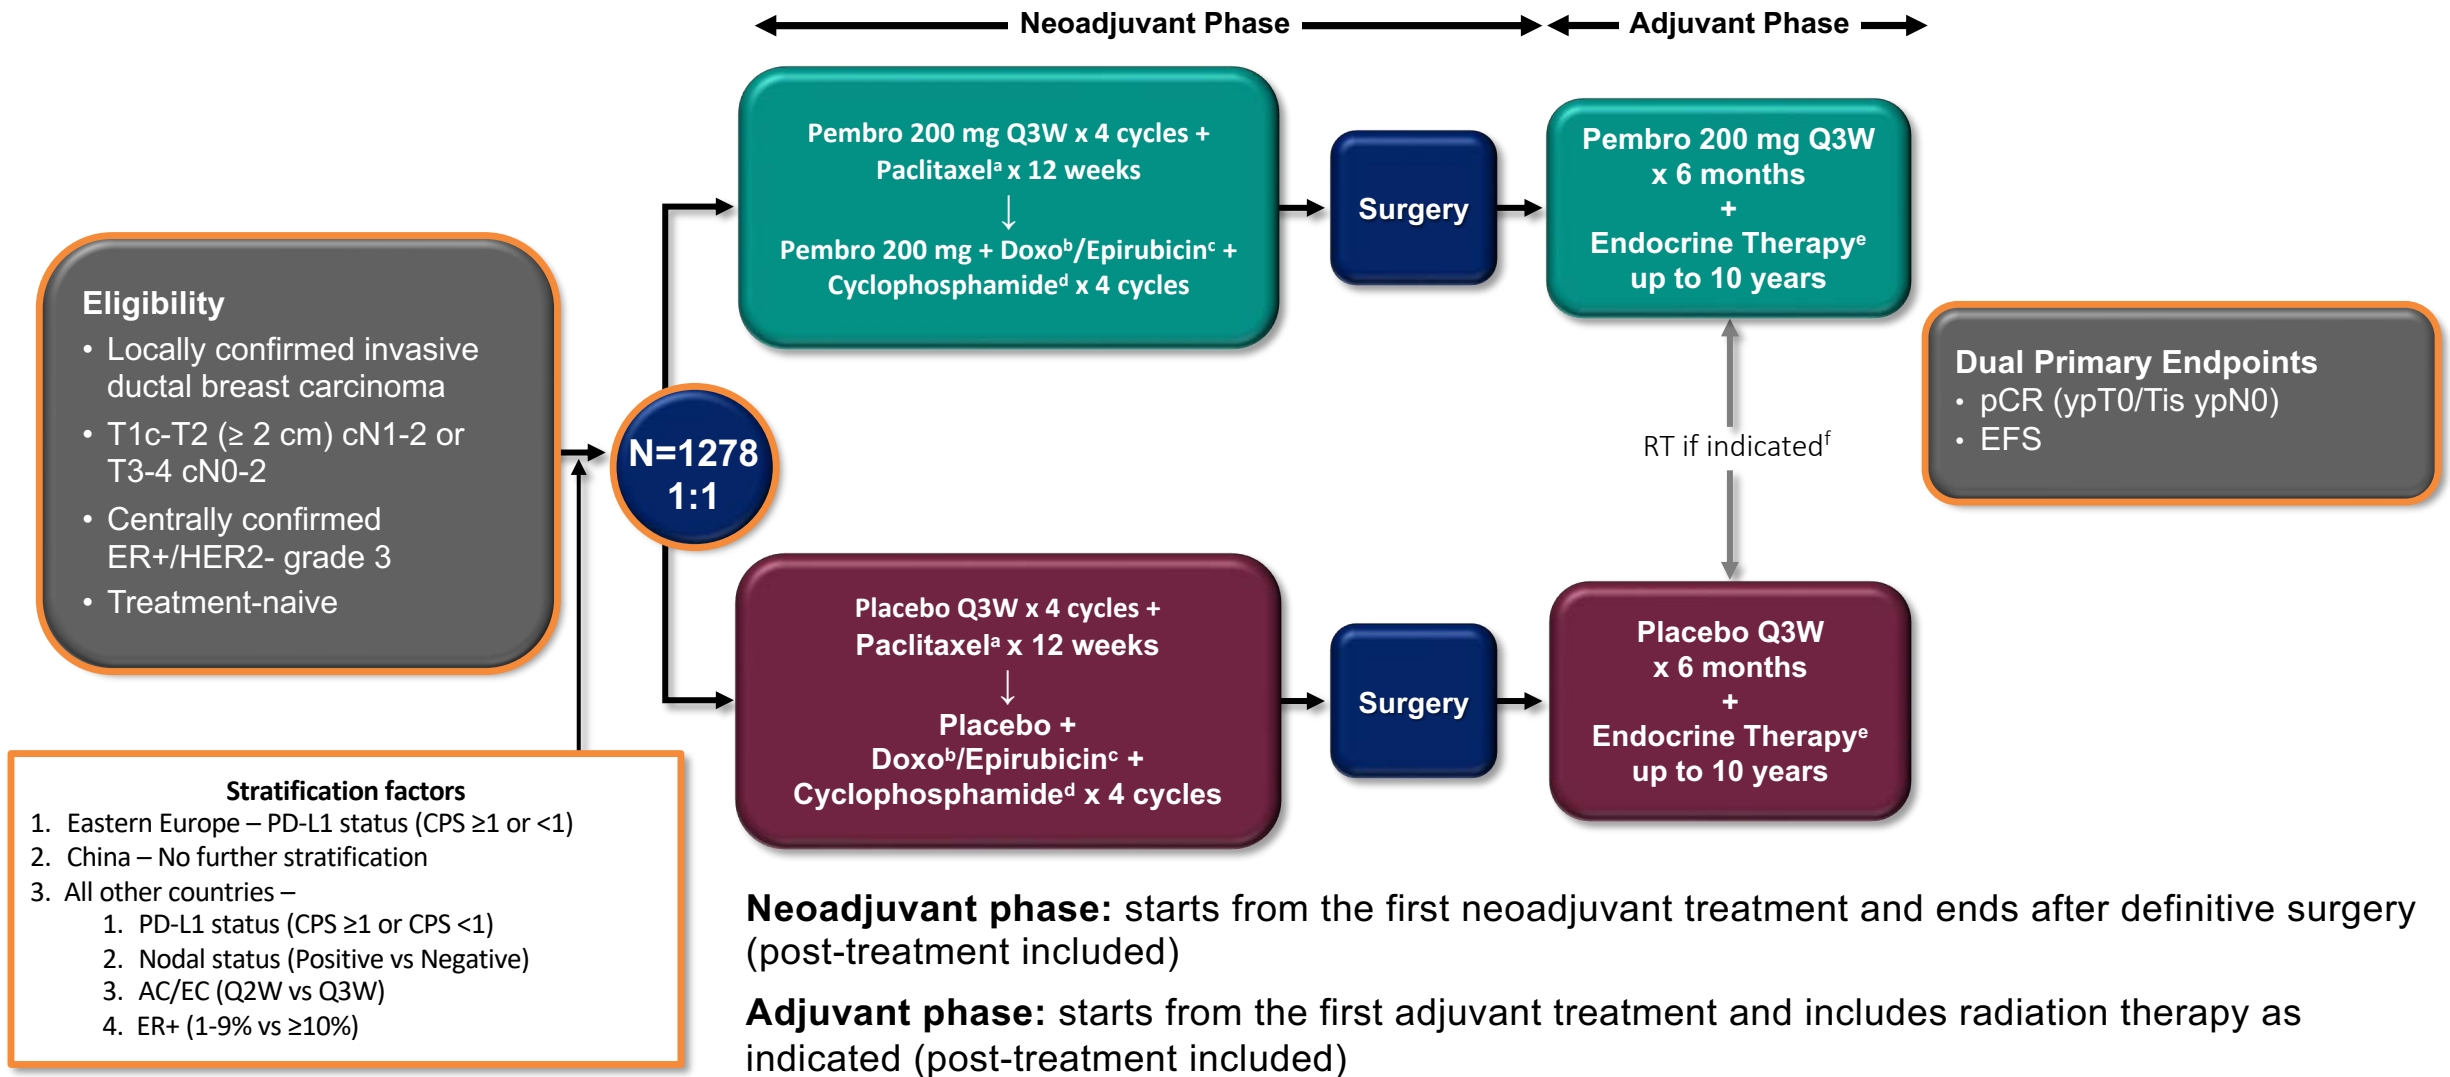 Neoadjuvant Phase
Adjuvant Phase
Eligibility
• Locally confirmed invasive
ductal breast carcinoma
• T1c-T2 (≥ 2 cm) cN1-2 or
T3-4 cN0-2
• Centrally confirmed
ER+/HER2- grade 3
• Treatment-naive
Stratification factors
1. Eastern Europe – PD-L1 status (CPS ≥1 or <1)
2. China – No further stratification
3. All other countries –
1. PD-L1 status (CPS ≥1 or CPS <1)
2. Nodal status (Positive vs Negative)
3. AC/EC (Q2W vs Q3W)
4. ER+ (1-9% vs ≥10%)
N=1278
1:1
Pembro 200 mg Q3W x 4 cycles +
Paclitaxelᵃ x 12 weeks
↓
Pembro 200 mg + Doxoᵇ/Epirubicinᶜ +
Cyclophosphamideᵈ x 4 cycles
Surgery
Pembro 200 mg Q3W
x 6 months
+
Endocrine Therapyᵉ
up to 10 years
RT if indicatedᶠ
Placebo Q3W x 4 cycles +
Paclitaxelᵃ x 12 weeks
↓
Placebo +
Doxoᵇ/Epirubicinᶜ +
Cyclophosphamideᵈ x 4 cycles
Surgery
Placebo Q3W
x 6 months
+
Endocrine Therapyᵉ
up to 10 years
Dual Primary Endpoints
• pCR (ypT0/Tis ypN0)
• EFS
Neoadjuvant phase: starts from the first neoadjuvant treatment and ends after definitive surgery
(post-treatment included)
Adjuvant phase: starts from the first adjuvant treatment and includes radiation therapy as
indicated (post-treatment included)